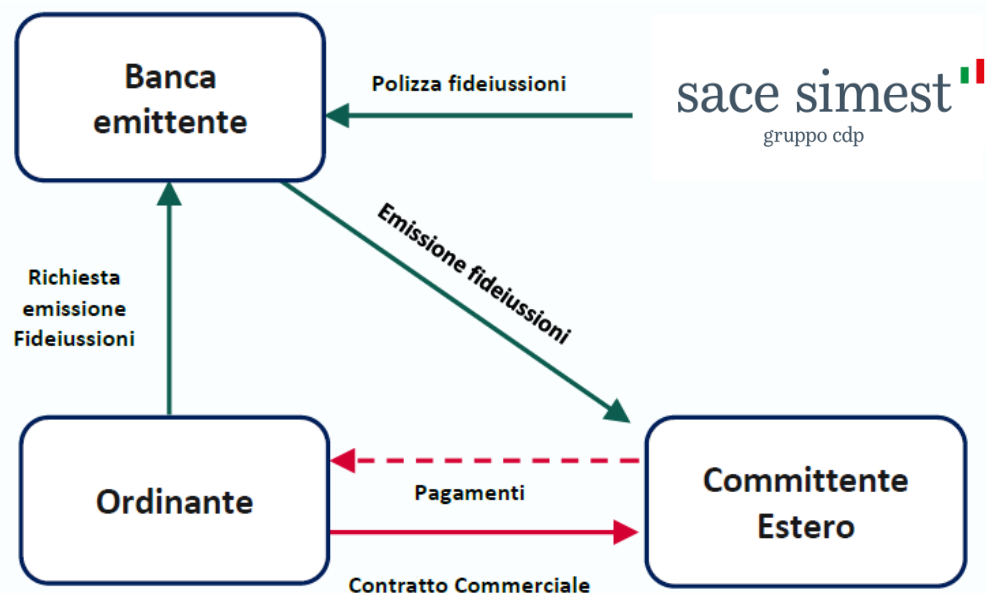 Banca
emittente
Polizza fideiussioni
sace simest
gruppo cdp
Emissione fideiussioni
Richiesta
emissione
Fideiussioni
Ordinante
Pagamenti
Contratto Commerciale
Committente
Estero